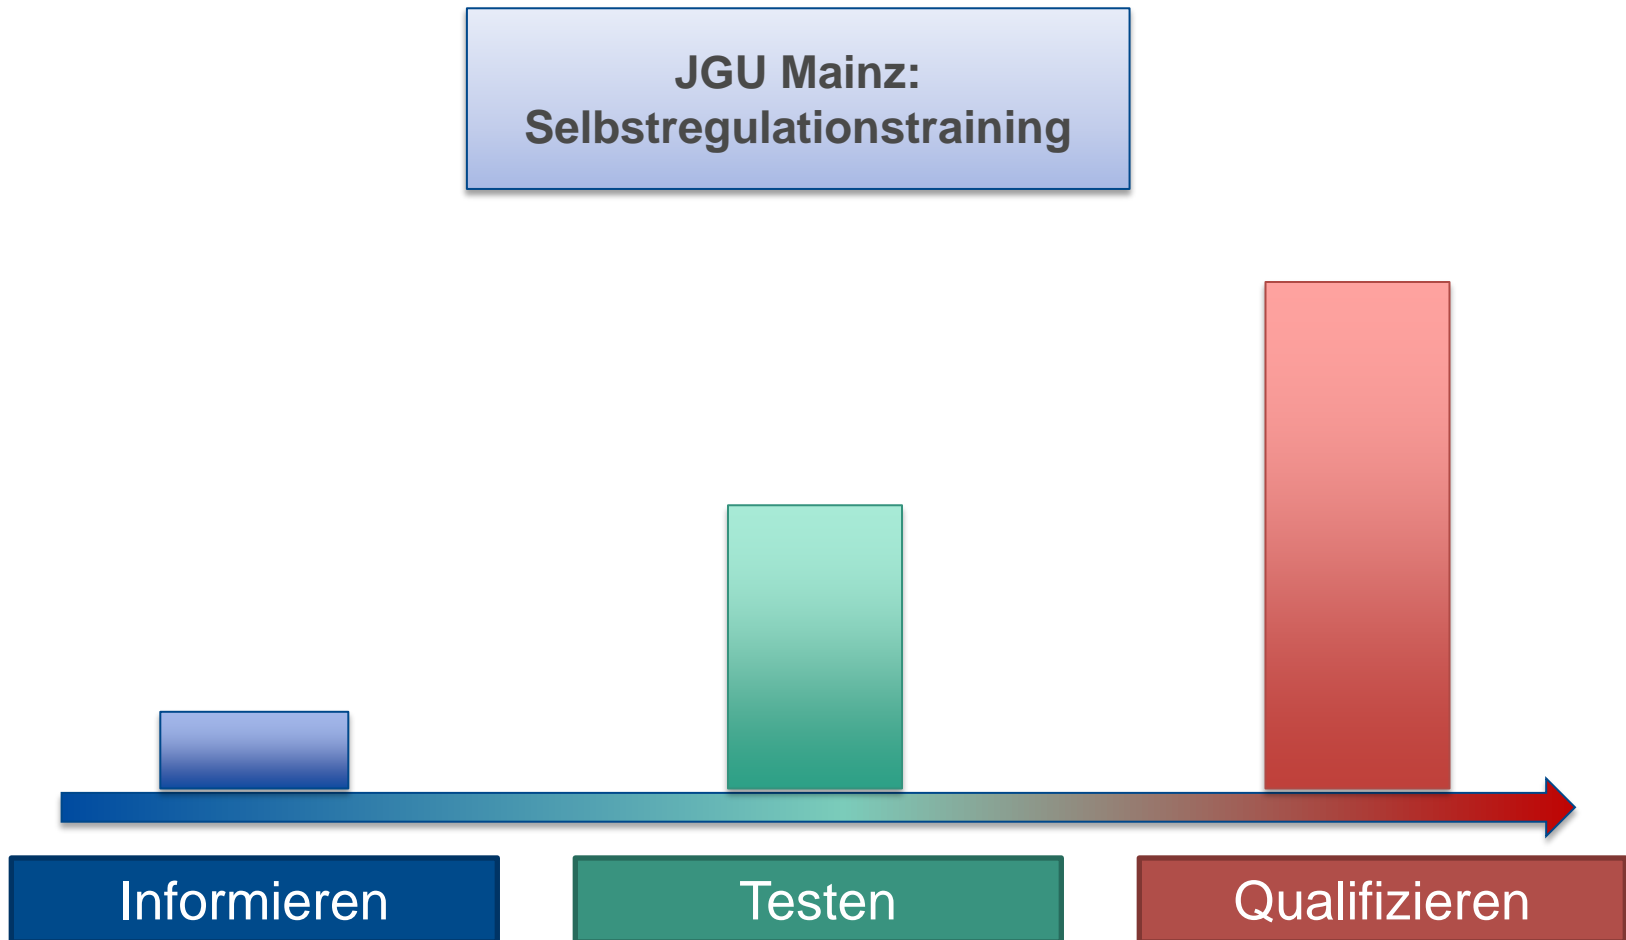 JGU Mainz:
Selbstregulationstraining
Informieren
Testen
Qualifizieren